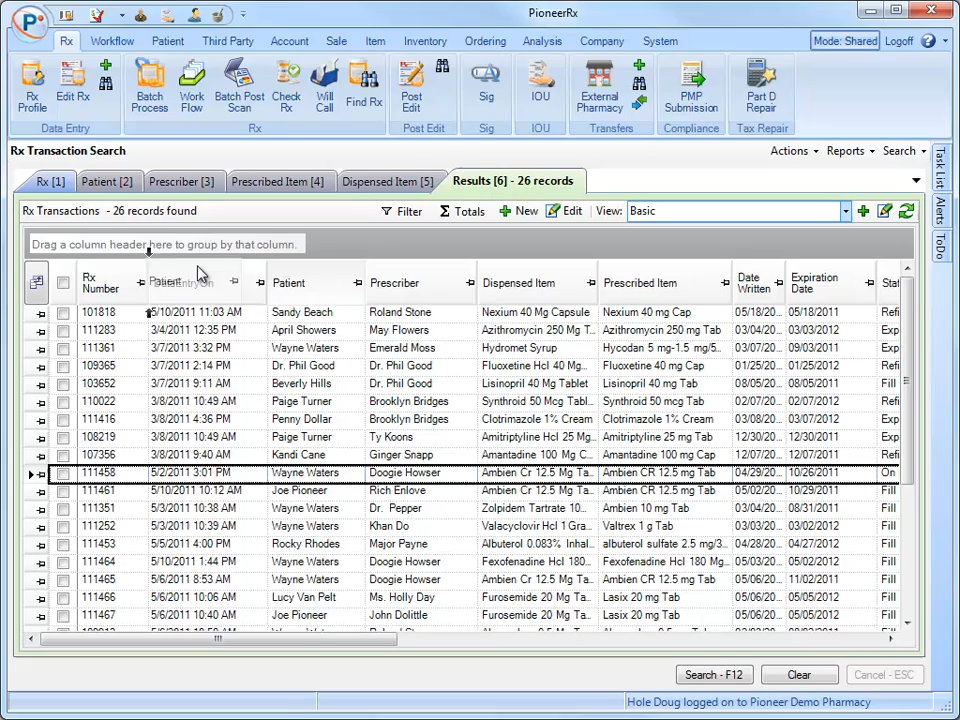 PioneerRx
Rx Workflow Patient Third Party Account Sale Item Inventory Ordering Analysis Company System Mode: Shared Logoff
Rx Profile Edit Rx Batch Process Work Flow Batch Post Scan Check Rx Will Call Find Rx Post Edit Sig IOU External Pharmacy PMP Submission Part D Repair
Data Entry Rx Post Edit Sig IOU Transfers Compliance Tax Repair
Rx Transaction Search Actions Reports Search
Rx [1] Patient [2] Prescriber [3] Prescribed Item [4] Dispensed Item [5] Results [6] - 26 records
Rx Transactions - 26 records found Filter Totals New Edit View: Basic
Drag a column header here to group by that column.
Rx Number DataEntryOn Patient Patient Prescriber Dispensed Item Prescribed Item Date Written Expiration Date Stat
101818 5/10/2011 11:03 AM Sandy Beach Roland Stone Nexium 40 Mg Capsule Nexium 40 mg Cap 05/18/20... 05/18/2011 Refi
111283 3/4/2011 12:35 PM April Showers May Flowers Azithromycin 250 Mg T... Azithromycin 250 mg Tab 03/04/20... 03/03/2012 Exp
111361 3/7/2011 3:32 PM Wayne Waters Emerald Moss Hydromet Syrup Hycodan 5 mg-1.5 mg/5... 03/07/20... 09/03/2011 Exp
109365 3/7/2011 2:14 PM Dr. Phil Good Dr. Phil Good Fluoxetine Hcl 40 Mg... Fluoxetine 40 mg Cap 01/25/20... 01/25/2012 Refi
103652 3/7/2011 9:11 AM Beverly Hills Dr. Phil Good Lisinopril 40 Mg Tablet Lisinopril 40 mg Tab 08/05/20... 08/05/2011 Fill
110022 3/8/2011 10:49 AM Paige Turner Brooklyn Bridges Synthroid 50 Mcg Tabl... Synthroid 50 mcg Tab 02/07/20... 02/07/2012 Exp
111416 3/8/2011 4:36 PM Penny Dollar Brooklyn Bridges Clotrimazole 1% Cream Clotrimazole 1% Cream 03/08/20... 03/07/2012 Exp
108219 3/8/2011 10:49 AM Paige Turner Ty Koons Amitriptyline Hcl 25 M... Amitriptyline 25 mg Tab 12/30/20... 12/30/2011 Exp
107356 3/8/2011 9:40 AM Kandi Cane Ginger Snapp Amantadine 100 Mg C... Amantadine 100 mg Cap 12/07/20... 12/07/2011 Refi
111458 5/2/2011 3:01 PM Wayne Waters Doogie Howser Ambien Cr 12.5 Mg Ta... Ambien CR 12.5 mg Tab 04/29/20... 10/26/2011 On
111461 5/10/2011 10:12 AM Joe Pioneer Rich Enlove Ambien Cr 12.5 Mg Ta... Ambien CR 12.5 mg Tab 05/02/20... 10/29/2011 Fill
111351 5/3/2011 10:38 AM Wayne Waters Dr. Pepper Zolpidem Tartrate 10... Ambien 10 mg Tab 03/04/20... 08/31/2011 Fill
111252 5/3/2011 10:39 AM Wayne Waters Khan Do Valacyclovir Hcl 1 Gra... Valtrex 1 g Tab 03/03/20... 03/02/2012 Fill
111453 5/5/2011 4:00 PM Rocky Rhodes Major Payne Albuterol 0.083% Inhal... albuterol sulfate 2.5 mg/3... 04/28/20... 04/27/2012 Fill
111464 5/10/2011 1:44 PM Wayne Waters Doogie Howser Fexofenadine Hcl 180... Fexofenadine HCl 180 Mg... 05/05/20... 05/04/2012 Fill
111465 5/6/2011 8:53 AM Wayne Waters Doogie Howser Ambien Cr 12.5 Mg Ta... Ambien CR 12.5 mg Tab 05/06/20... 11/02/2011 Fill
111466 5/6/2011 10:06 AM Lucy Van Pelt Ms. Holly Day Furosemide 20 Mg Tab... Lasix 20 mg Tab 05/06/20... 05/05/2012 Fill
111467 5/6/2011 10:40 AM Joe Pioneer John Dolittle Furosemide 20 Mg Tab... Lasix 20 mg Tab 05/06/20... 05/05/2012 Fill
Search - F12 Clear Cancel - ESC
Hole Doug logged on to Pioneer Demo Pharmacy
Task List
Alerts
ToDo